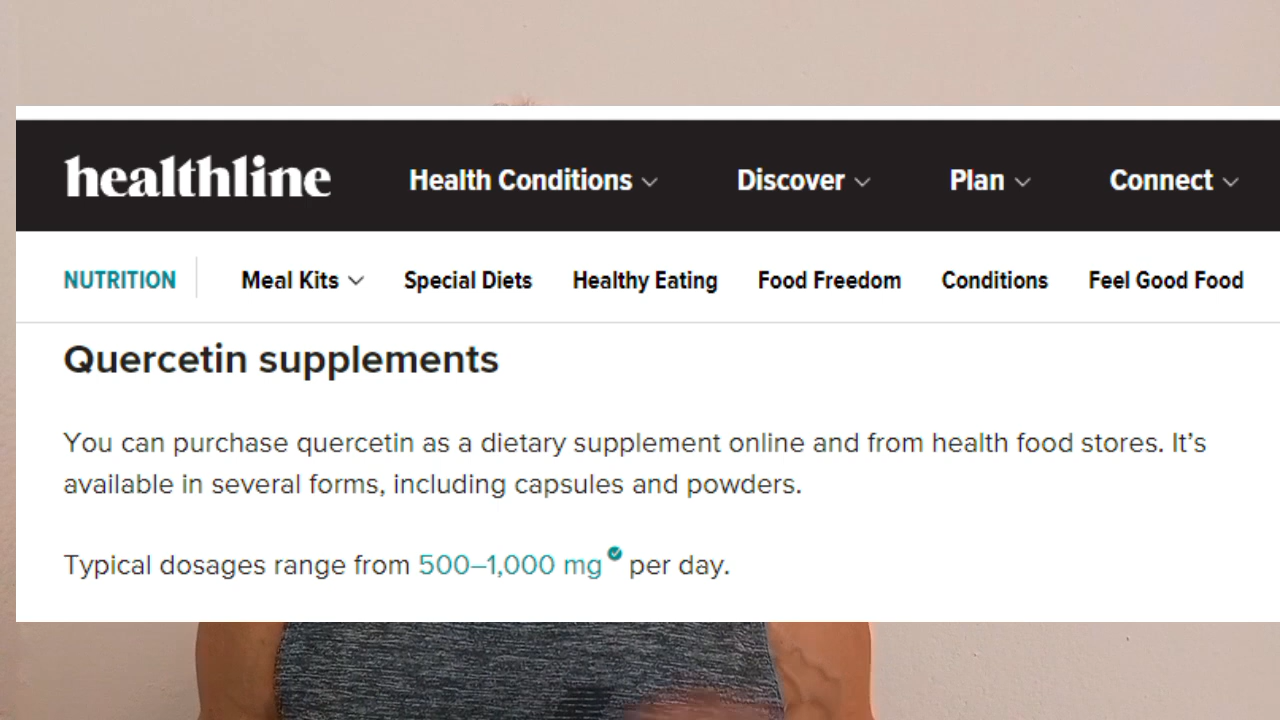 healthline Health Conditions Discover Plan Connect
NUTRITION Meal Kits Special Diets Healthy Eating Food Freedom Conditions Feel Good Food
Quercetin supplements
You can purchase quercetin as a dietary supplement online and from health food stores. It’s
available in several forms, including capsules and powders.
Typical dosages range from 500–1,000 mg per day.